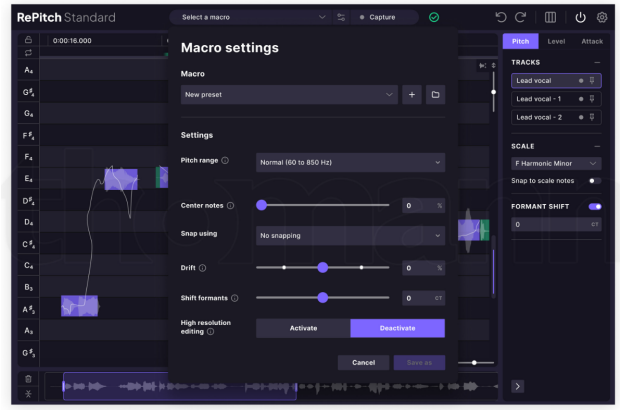 RePitch Standard
Select a macro
Capture
0:00:16.000
Pitch Level Attack
TRACKS
Lead vocal
Lead vocal - 1
Lead vocal - 2
SCALE
F Harmonic Minor
Snap to scale notes
FORMANT SHIFT
0 CT
A4
G#4
G4
F#4
F4
E4
D#4
D4
C#4
C4
B3
A#3
A3
G#3
Macro settings
Macro
New preset
+
Settings
Pitch range
Normal (60 to 850 Hz)
Center notes
0 %
Snap using
No snapping
Drift
0 %
Shift formants
0 CT
High resolution
editing
Activate Deactivate
Cancel Save as